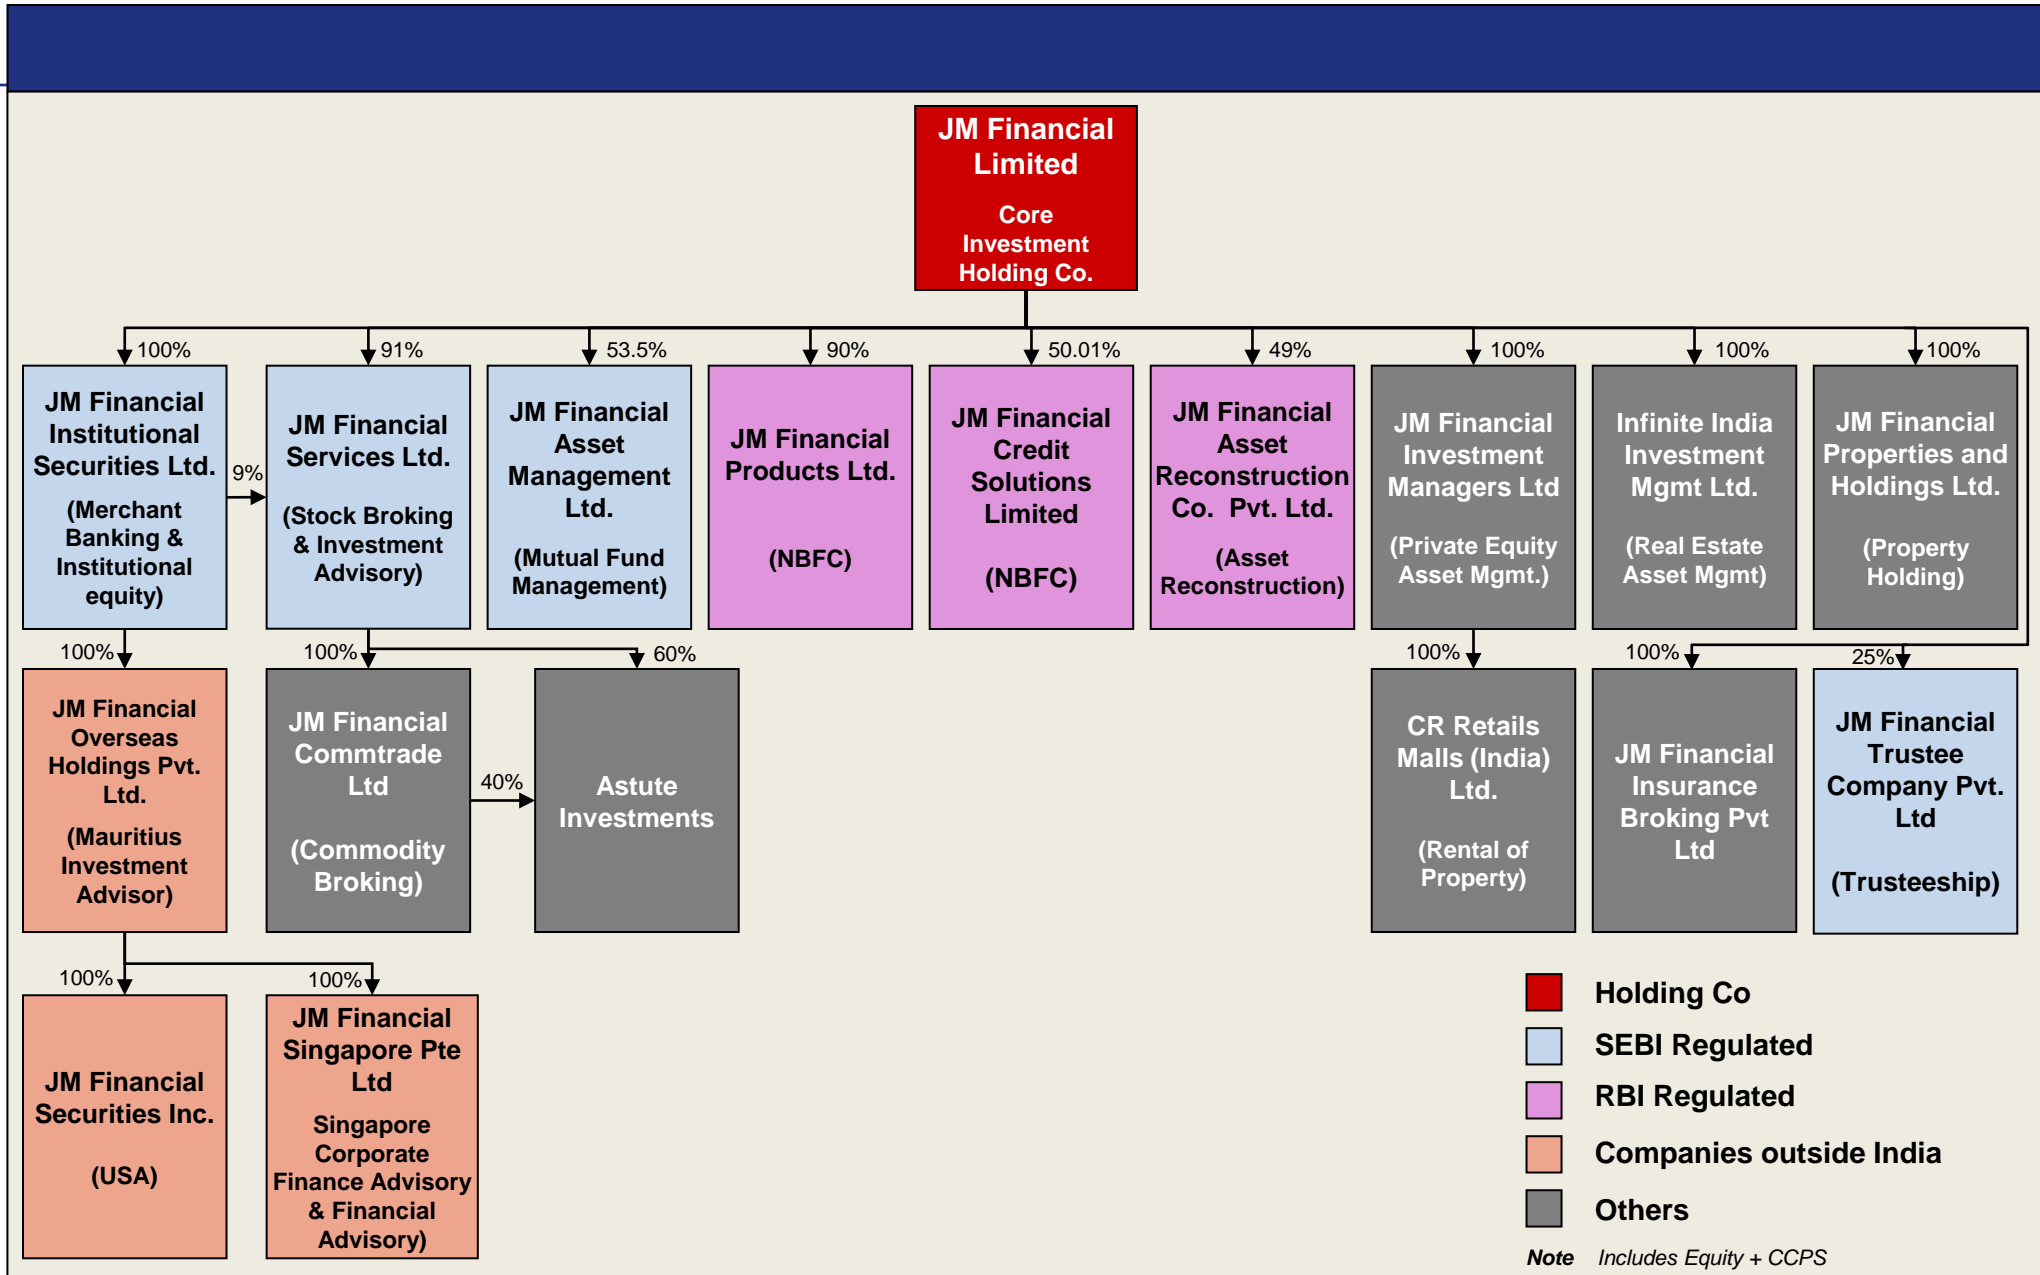 JM Financial
Limited
Core
Investment
Holding Co.
100%
91%
53.5%
90%
50.01%
49%
100%
100%
100%
JM Financial
Institutional
Securities Ltd.
(Merchant
Banking &
Institutional
equity)
9%
JM Financial
Services Ltd.
(Stock Broking
& Investment
Advisory)
JM Financial
Asset
Management
Ltd.
(Mutual Fund
Management)
JM Financial
Products Ltd.
(NBFC)
JM Financial
Credit
Solutions
Limited
(NBFC)
JM Financial
Asset
Reconstruction
Co. Pvt. Ltd.
(Asset
Reconstruction)
JM Financial
Investment
Managers Ltd
(Private Equity
Asset Mgmt.)
Infinite India
Investment
Mgmt Ltd.
(Real Estate
Asset Mgmt)
JM Financial
Properties and
Holdings Ltd.
(Property
Holding)
100%
100%
60%
100%
100%
25%
JM Financial
Overseas
Holdings Pvt.
Ltd.
(Mauritius
Investment
Advisor)
JM Financial
Commtrade
Ltd
(Commodity
Broking)
40%
Astute
Investments
CR Retails
Malls (India)
Ltd.
(Rental of
Property)
JM Financial
Insurance
Broking Pvt
Ltd
JM Financial
Trustee
Company Pvt.
Ltd
(Trusteeship)
100%
100%
JM Financial
Securities Inc.
(USA)
JM Financial
Singapore Pte
Ltd
Singapore
Corporate
Finance Advisory
& Financial
Advisory)
Holding Co
SEBI Regulated
RBI Regulated
Companies outside India
Others
Note Includes Equity + CCPS